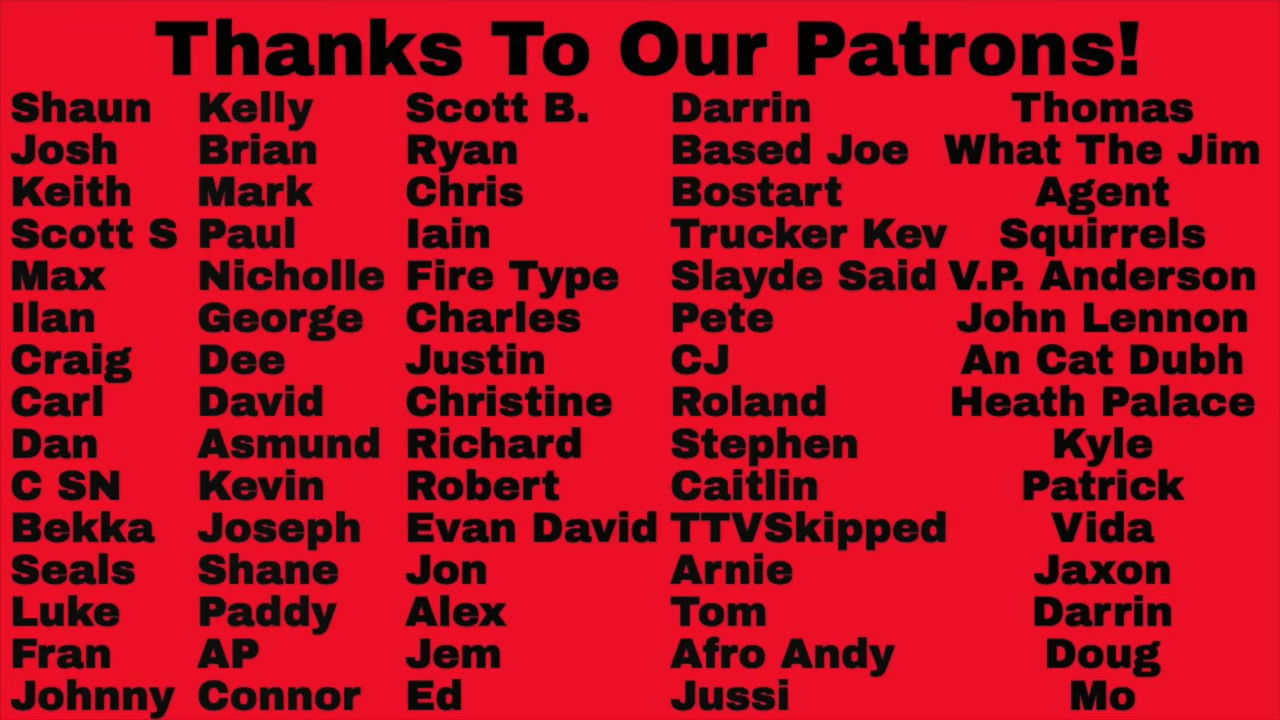 Thanks To Our Patrons!
Shaun Kelly Scott B. Darrin Thomas
Josh Brian Ryan Based Joe What The Jim
Keith Mark Chris Bostart Agent
Scott S Paul Iain Trucker Kev Squirrels
Max Nicholle Fire Type Slayde Said V.P. Anderson
Ilan George Charles Pete John Lennon
Craig Dee Justin CJ An Cat Dubh
Carl David Christine Roland Heath Palace
Dan Asmund Richard Stephen Kyle
C SN Kevin Robert Caitlin Patrick
Bekka Joseph Evan David TTVSkipped Vida
Seals Shane Jon Arnie Jaxon
Luke Paddy Alex Tom Darrin
Fran AP Jem Afro Andy Doug
Johnny Connor Ed Jussi Mo